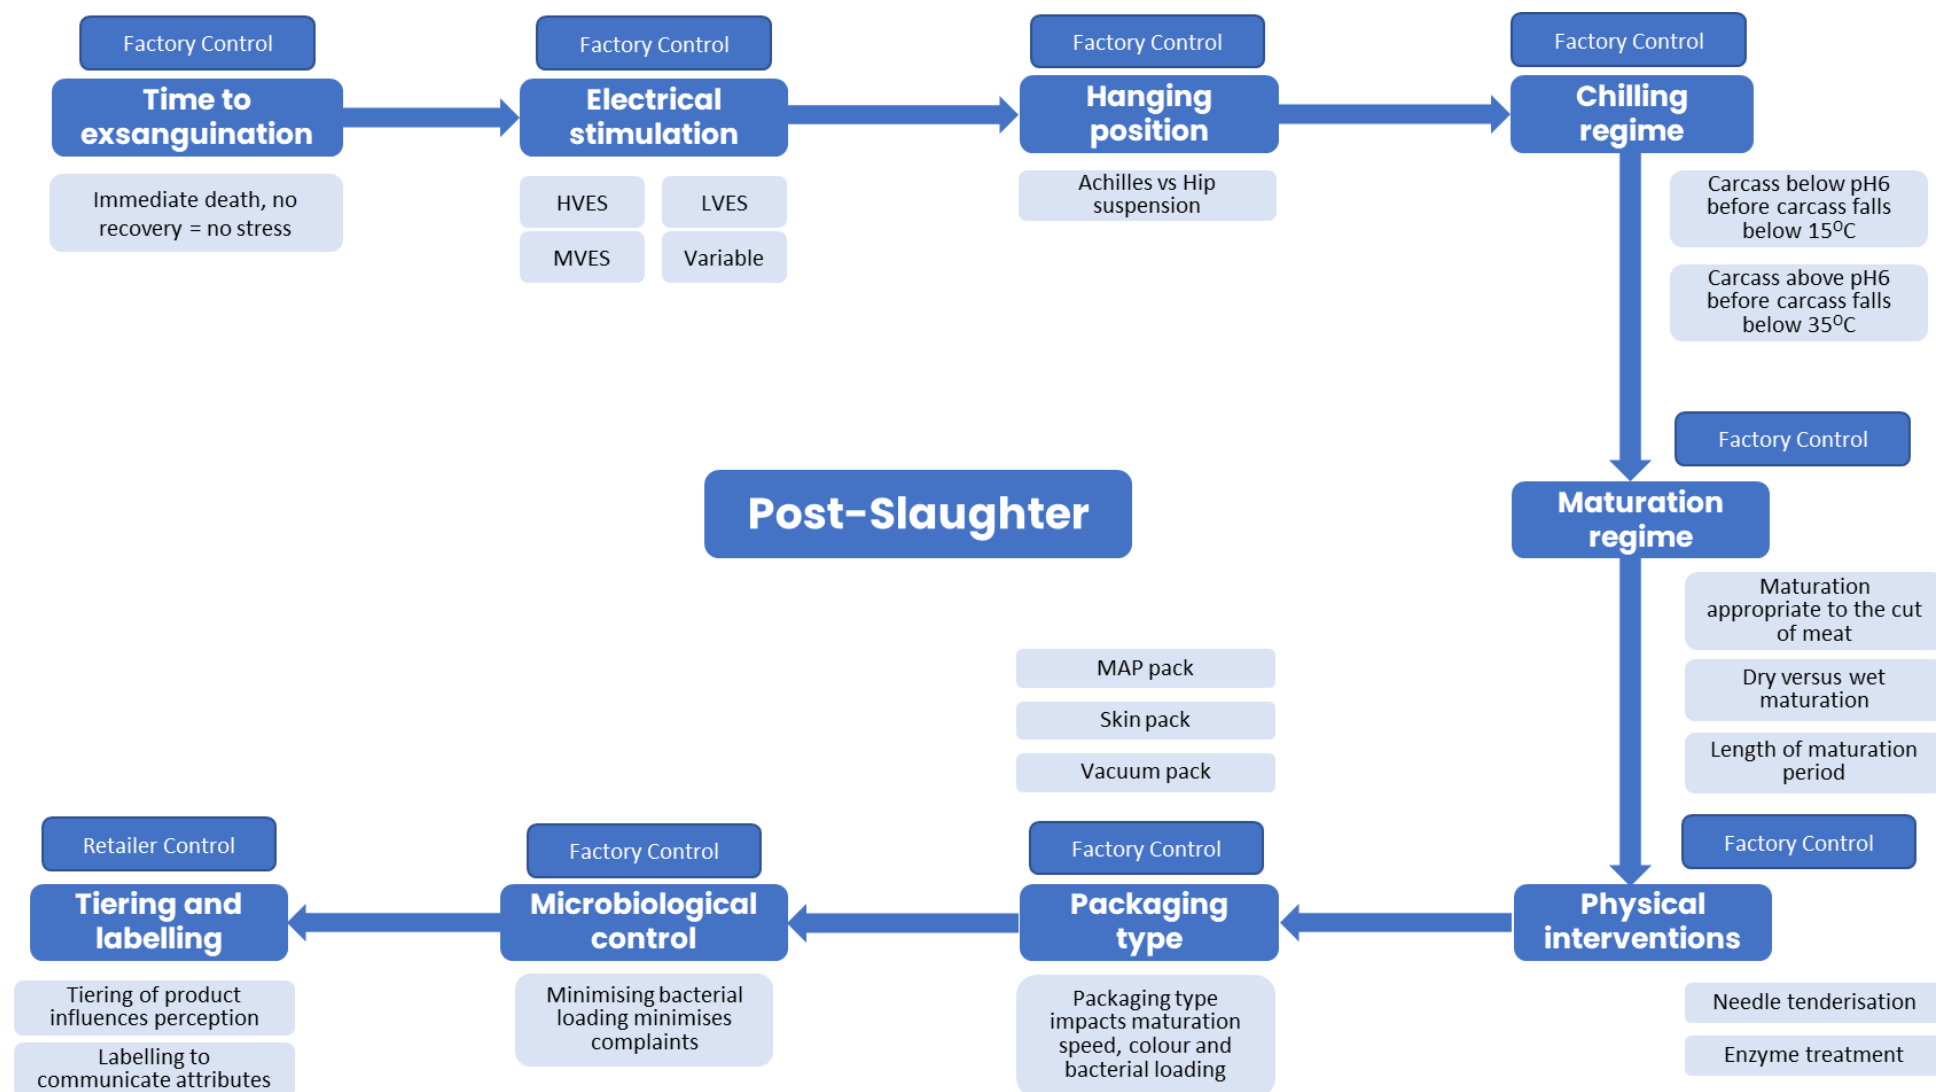 Factory Control
Time to
exsanguination
Immediate death, no
recovery = no stress
Factory Control
Electrical
stimulation
HVES
LVES
MVES
Variable
Factory Control
Hanging
position
Achilles vs Hip
suspension
Factory Control
Chilling
regime
Carcass below pH6
before carcass falls
below 15⁰C
Carcass above pH6
before carcass falls
below 35⁰C
Post-Slaughter
Factory Control
Maturation
regime
Maturation
appropriate to the cut
of meat
Dry versus wet
maturation
Length of maturation
period
Factory Control
Physical
interventions
Needle tenderisation
Enzyme treatment
MAP pack
Skin pack
Vacuum pack
Factory Control
Packaging
type
Packaging type
impacts maturation
speed, colour and
bacterial loading
Factory Control
Microbiological
control
Minimising bacterial
loading minimises
complaints
Retailer Control
Tiering and
labelling
Tiering of product
influences perception
Labelling to
communicate attributes